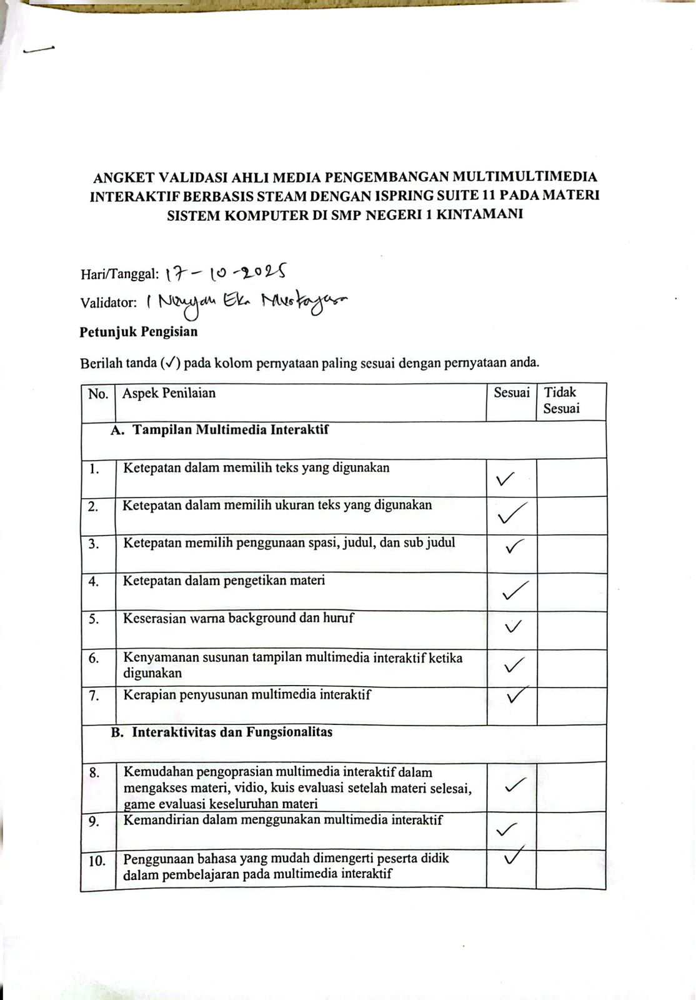 ANGKET VALIDASI AHLI MEDIA PENGEMBANGAN MULTIMULTIMEDIA
INTERAKTIF BERBASIS STEAM DENGAN ISPRING SUITE 11 PADA MATERI
SISTEM KOMPUTER DI SMP NEGERI 1 KINTAMANI
Hari/Tanggal: 17-10-2025
Validator: I Nengah Eka
Petunjuk Pengisian
Berilah tanda (✓) pada kolom pernyataan paling sesuai dengan pernyataan anda.
No. Aspek Penilaian Sesuai Tidak
Sesuai
A. Tampilan Multimedia Interaktif
1. Ketepatan dalam memilih teks yang digunakan ✓
2. Ketepatan dalam memilih ukuran teks yang digunakan ✓
3. Ketepatan memilih penggunaan spasi, judul, dan sub judul ✓
4. Ketepatan dalam pengetikan materi ✓
5. Keserasian warna background dan huruf ✓
6. Kenyamanan susunan tampilan multimedia interaktif ketika ✓
digunakan
7. Kerapian penyusunan multimedia interaktif ✓
B. Interaktivitas dan Fungsionalitas
8. Kemudahan pengoprasian multimedia interaktif dalam
mengakses materi, vidio, kuis evaluasi setelah materi selesai, ✓
game evaluasi keseluruhan materi
9. Kemandirian dalam menggunakan multimedia interaktif ✓
10. Penggunaan bahasa yang mudah dimengerti peserta didik ✓
dalam pembelajaran pada multimedia interaktif